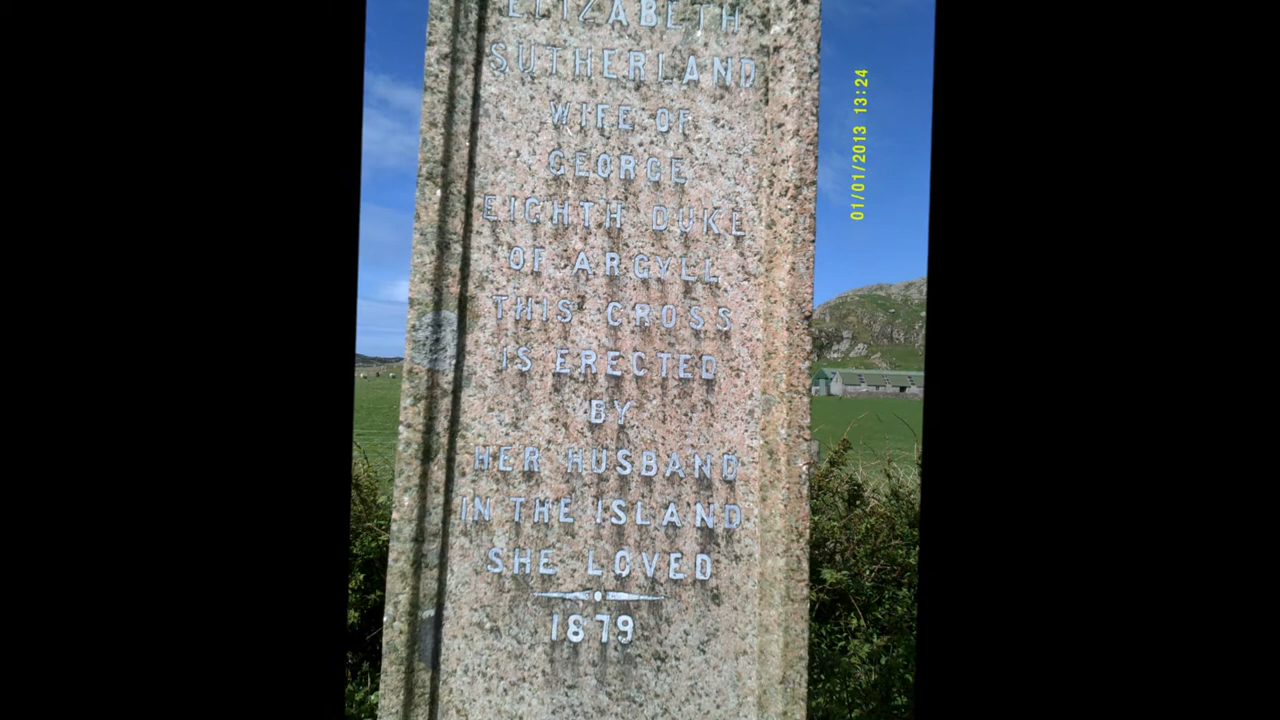 ELIZABETH
SUTHERLAND
WIFE OF
GEORGE
EIGHTH DUKE
OF ARGYLL
THIS CROSS
IS ERECTED
BY
HER HUSBAND
IN THE ISLAND
SHE LOVED
1879
01/01/2013 13:24